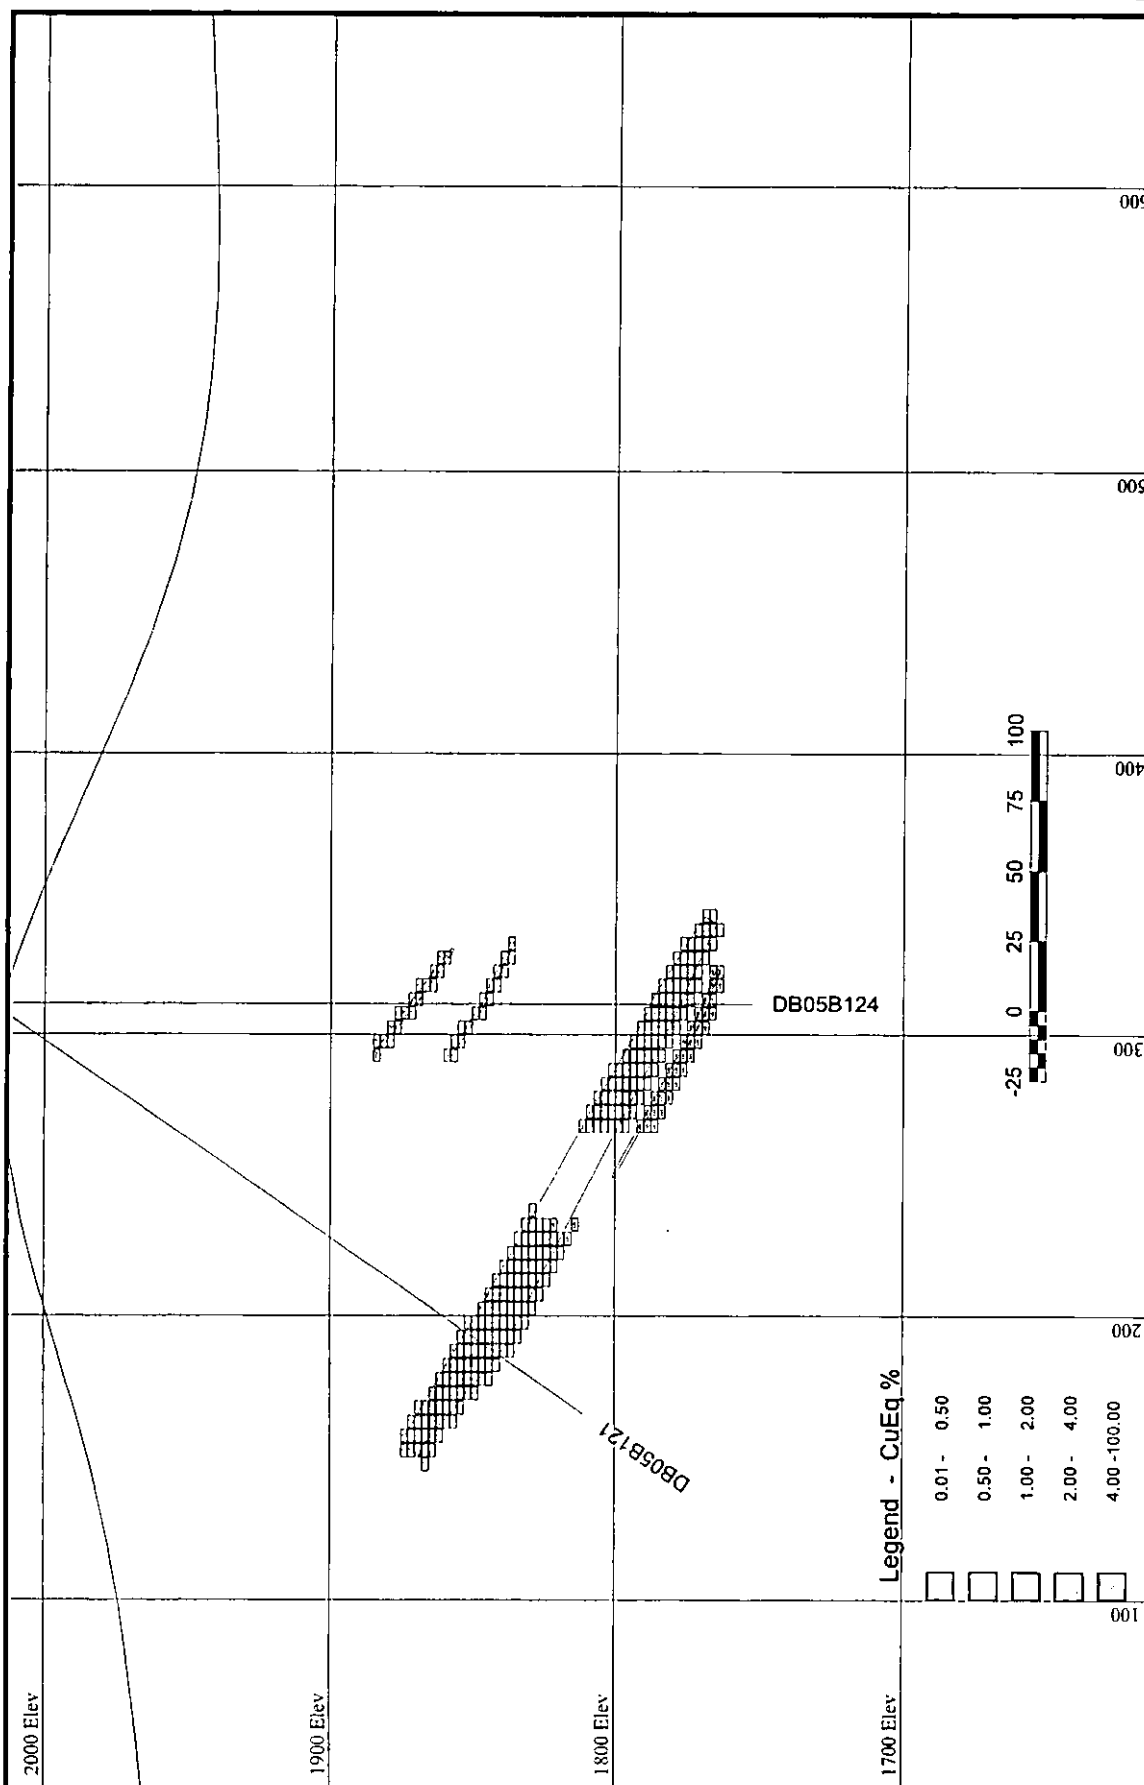 2000 Elev
1900 Elev
1800 Elev
1700 Elev
600
500
400
300
200
100
DB05B124
DB05B121
-25 0 25 50 75 100
Legend - CuEq %
0.01 - 0.50
0.50 - 1.00
1.00 - 2.00
2.00 - 4.00
4.00 -100.00